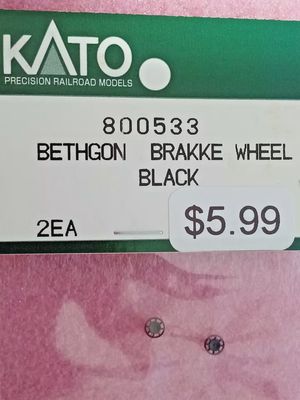 KATO
PRECISION RAILROAD MODELS
800533
BETHGON BRAKKE WHEEL
BLACK
2EA
$5.99